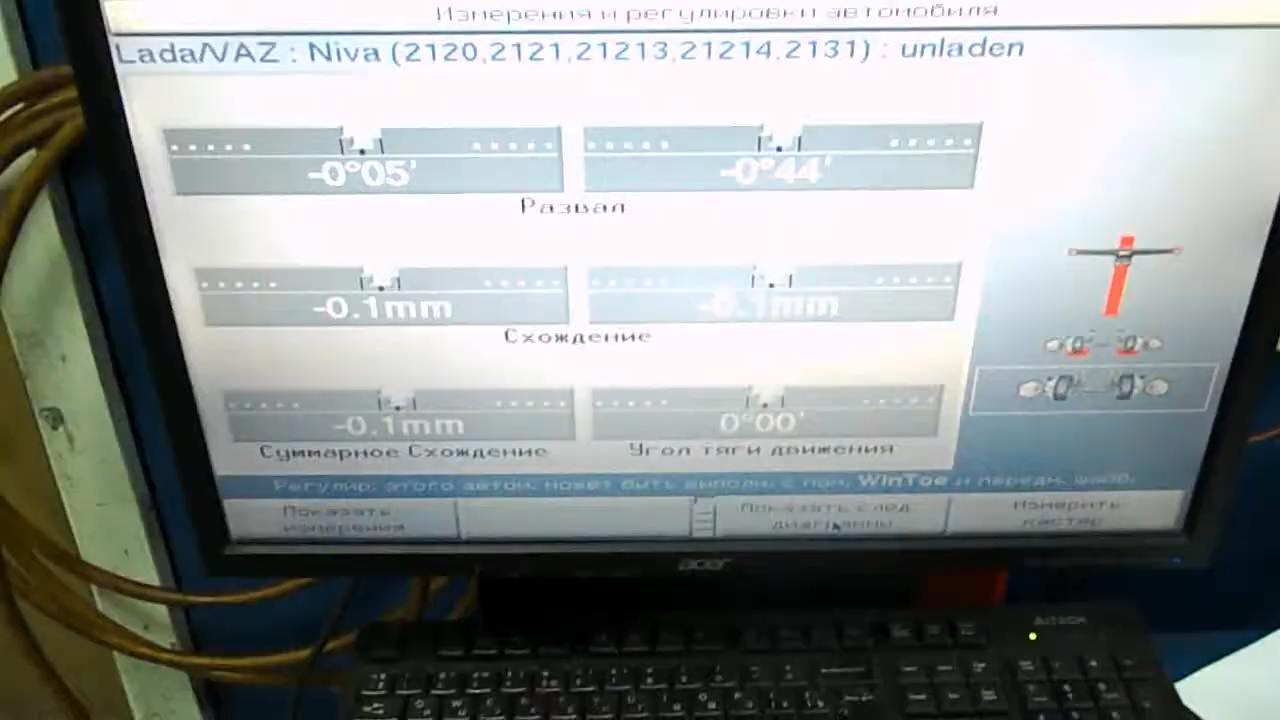 Измерения и регулировки автомобиля
Lada/VAZ : Niva (2120,2121,21213,21214,2131) : unladen
-0°05' -0°44'
Развал
-0.1mm -0.1mm
Схождение
-0.1mm 0°00'
Суммарное Схождение Угол тяги движения
Регулир. этого автом. может быть выполн. с пом. WinToe и передн. шабл.
Показать измерения
Показать след. диаграммы
Измерить кастер
acer